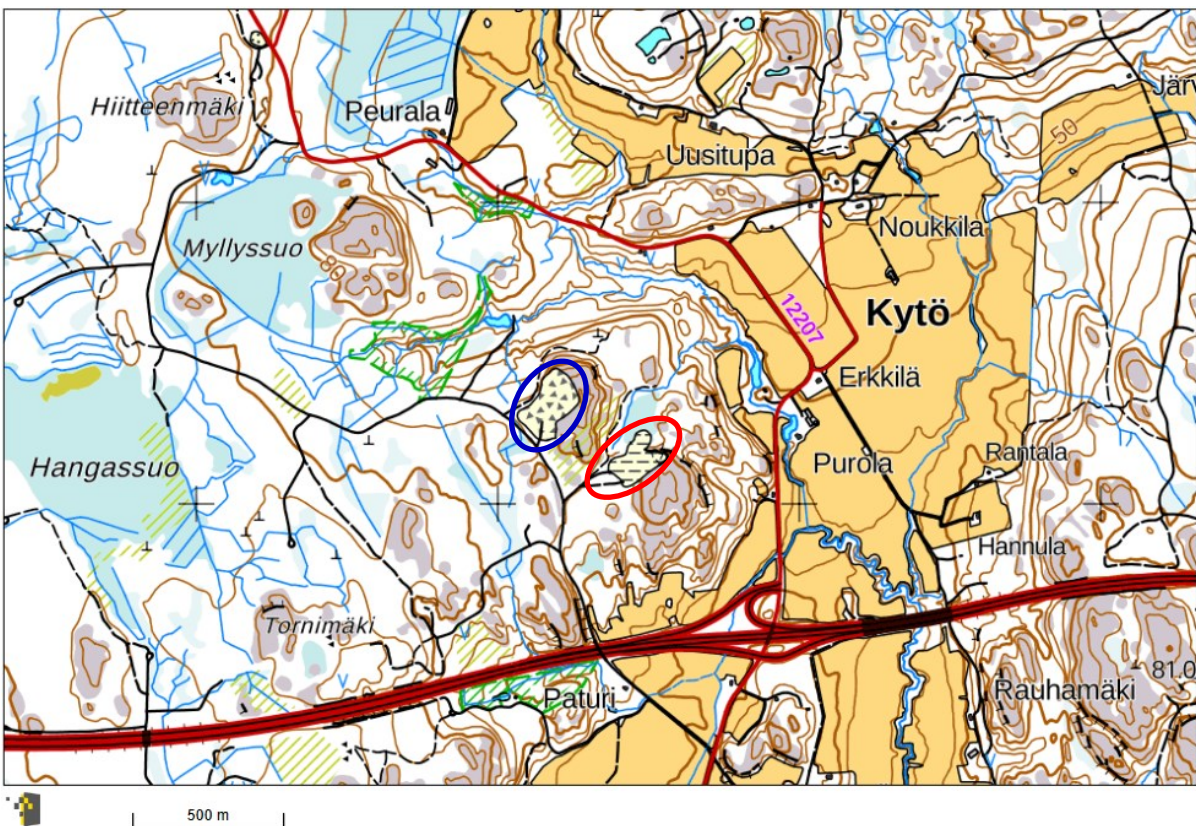 Hiitteenmäki
Peurala
Järv
50
Uusitupa
Noukkila
Myllyssuo
80
12207
Kytö
Erkkilä
Hangassuo
Purola
Rantala
Hannula
Tornimäki
Paturi
Rauhamäki
81.0
500 m